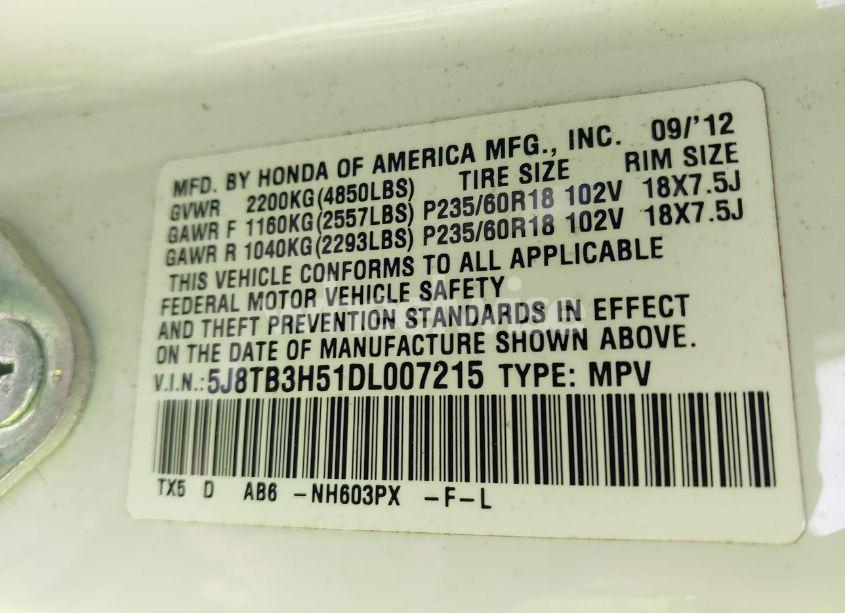 MFD. BY HONDA OF AMERICA MFG., INC. 09/'12
GVWR 2200KG(4850LBS) TIRE SIZE RIM SIZE
GAWR F 1160KG(2557LBS) P235/60R18 102V 18X7.5J
GAWR R 1040KG(2293LBS) P235/60R18 102V 18X7.5J
THIS VEHICLE CONFORMS TO ALL APPLICABLE
FEDERAL MOTOR VEHICLE SAFETY
AND THEFT PREVENTION STANDARDS IN EFFECT
ON THE DATE OF MANUFACTURE SHOWN ABOVE.
V.I.N.:5J8TB3H51DL007215 TYPE: MPV
TX5 D AB6 -NH603PX -F-L